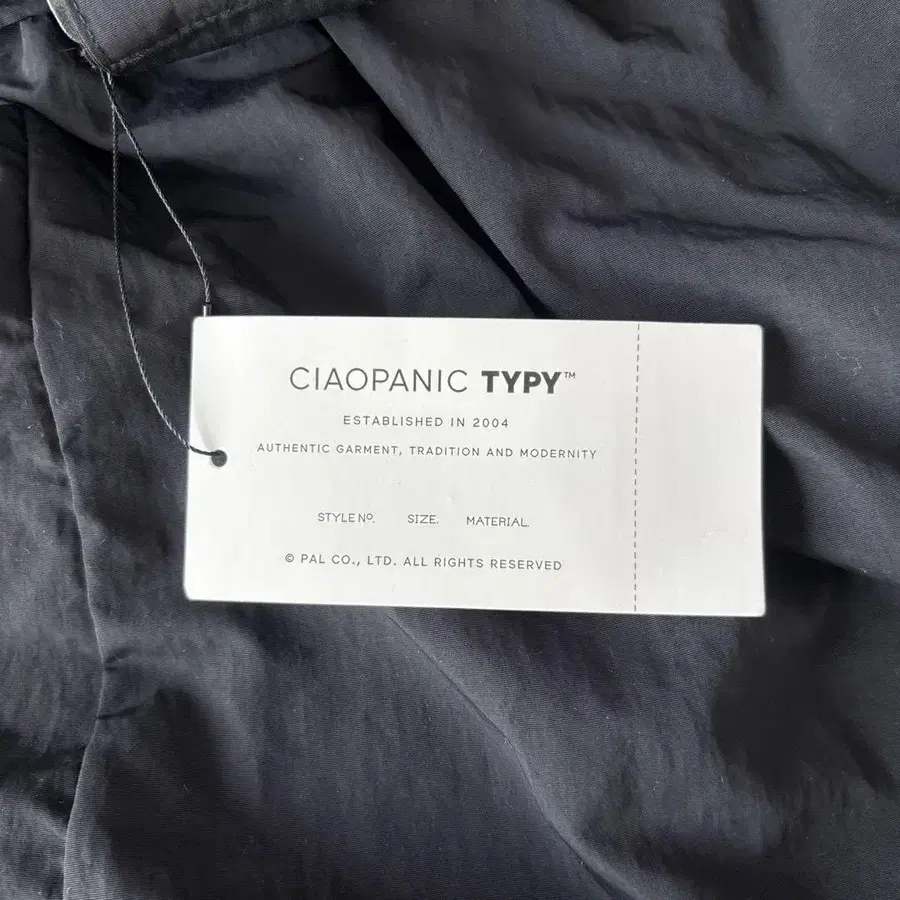 CIAOPANIC TYPY™
ESTABLISHED IN 2004
AUTHENTIC GARMENT, TRADITION AND MODERNITY
STYLE Nº. SIZE. MATERIAL.
© PAL CO., LTD. ALL RIGHTS RESERVED